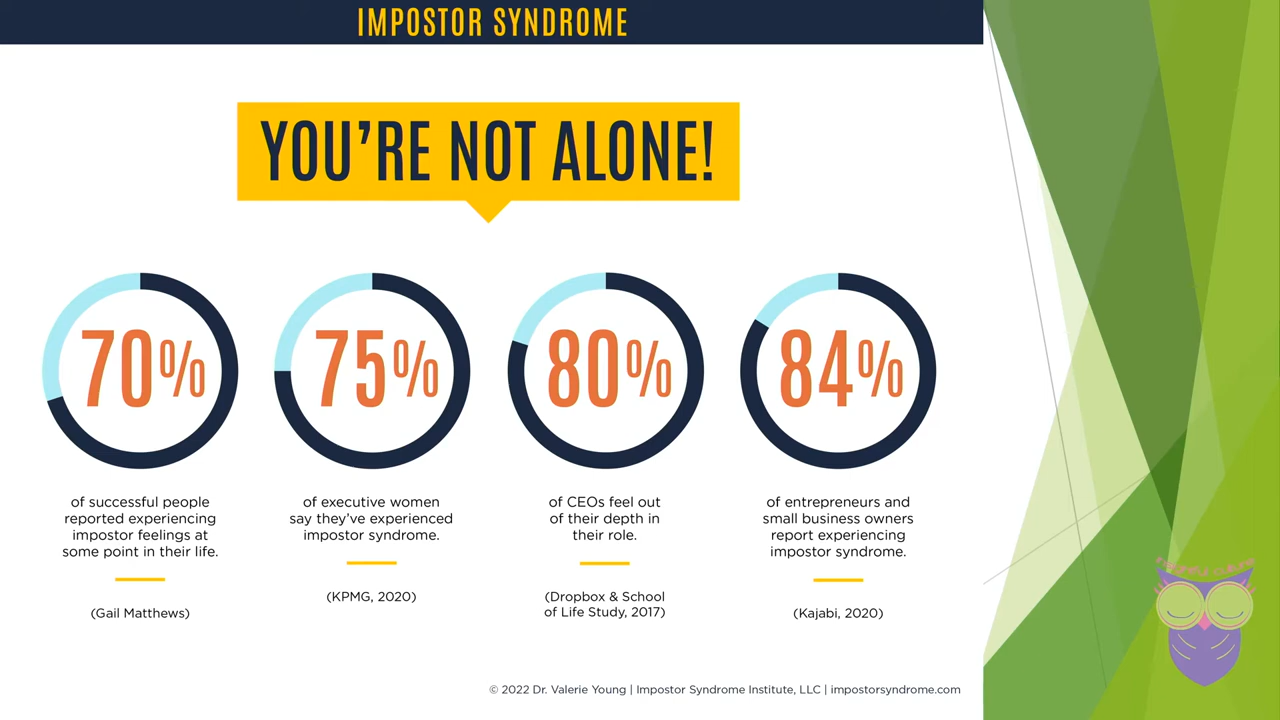 IMPOSTOR SYNDROME
YOU'RE NOT ALONE!
70%
of successful people
reported experiencing
impostor feelings at
some point in their life.
(Gail Matthews)
75%
of executive women
say they've experienced
impostor syndrome.
(KPMG, 2020)
80%
of CEOs feel out
of their depth in
their role.
(Dropbox & School
of Life Study, 2017)
84%
of entrepreneurs and
small business owners
report experiencing
impostor syndrome.
(Kajabi, 2020)
© 2022 Dr. Valerie Young | Impostor Syndrome Institute, LLC | impostorsyndrome.com